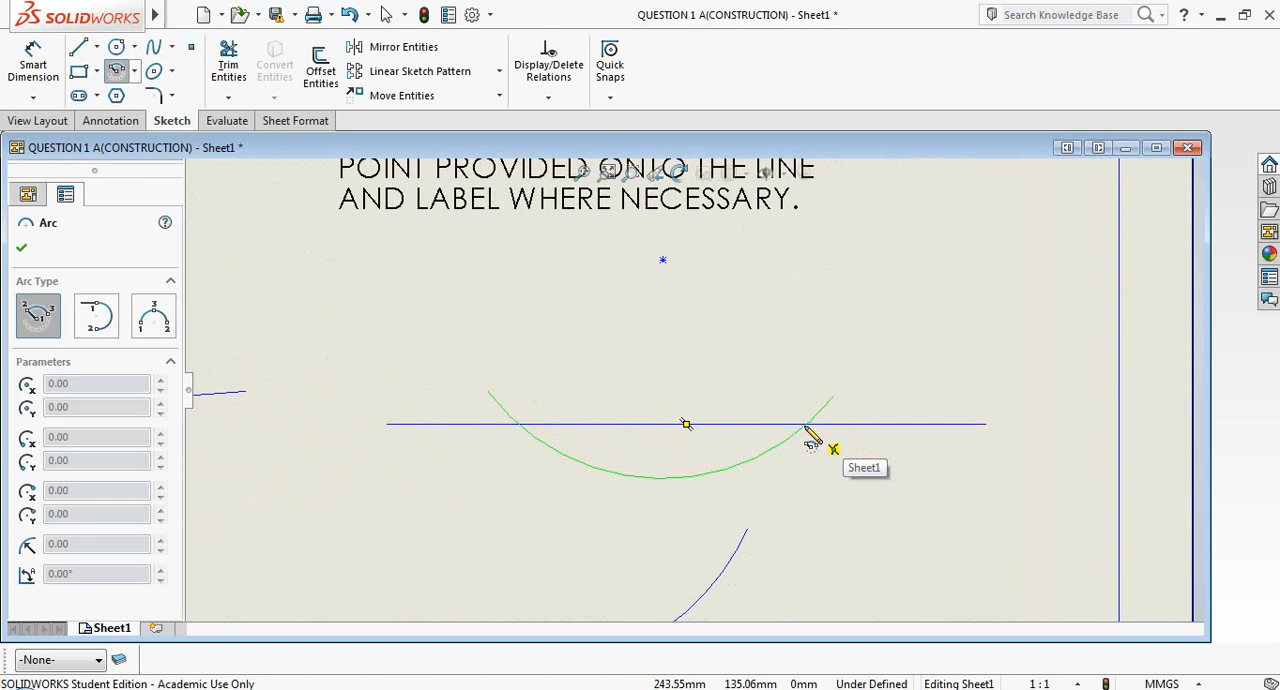 SOLIDWORKS
QUESTION 1 A(CONSTRUCTION) - Sheet1 *
Search Knowledge Base
?
Smart Dimension
Trim Entities
Convert Entities
Offset Entities
Mirror Entities
Linear Sketch Pattern
Move Entities
Display/Delete Relations
Quick Snaps
View Layout
Annotation
Sketch
Evaluate
Sheet Format
QUESTION 1 A(CONSTRUCTION) - Sheet1 *
POINT PROVIDED ONTO THE LINE
AND LABEL WHERE NECESSARY.
Arc
?
Arc Type
Parameters
0.00
0.00
0.00
0.00
0.00
0.00
0.00
0.00°
Sheet1
Sheet1
-None-
SOLIDWORKS Student Edition - Academic Use Only
243.55mm
135.06mm
0mm
Under Defined
Editing Sheet1
1 : 1
MMGS